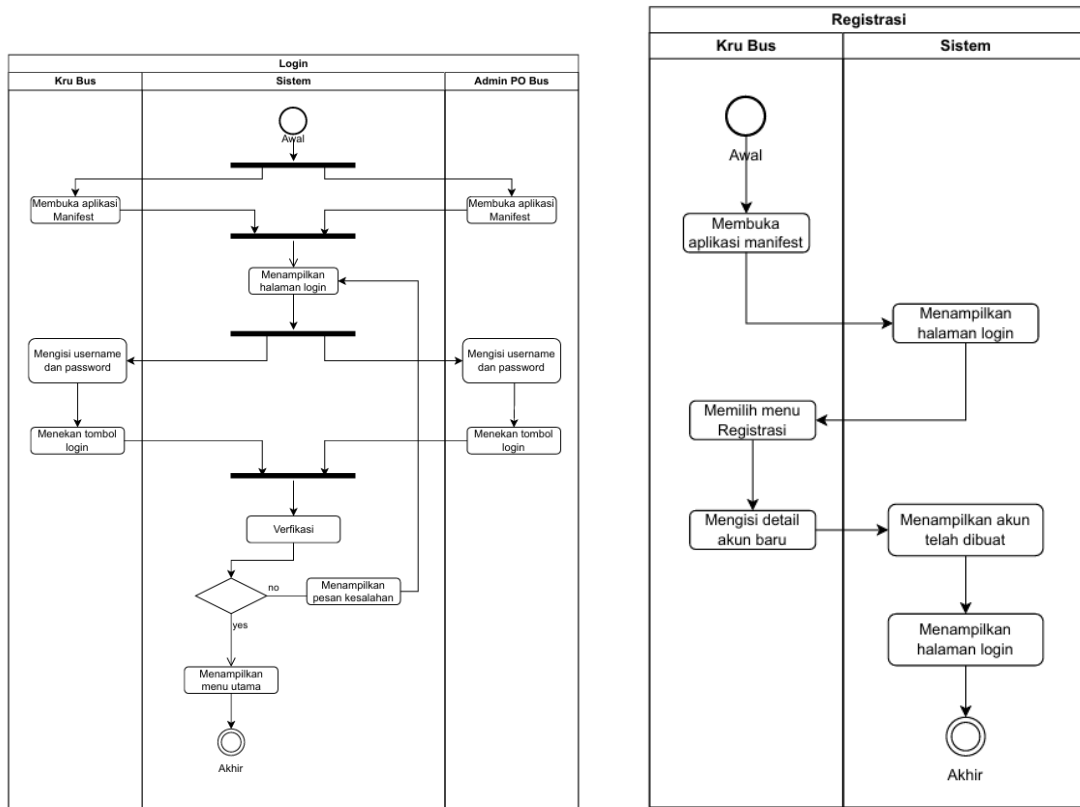 Login
Kru Bus
Sistem
Admin PO Bus
Awal
Membuka aplikasi
Manifest
Membuka aplikasi
Manifest
Menampilkan
halaman login
Mengisi username
dan password
Mengisi username
dan password
Menekan tombol
login
Menekan tombol
login
Verfikasi
no
Menampilkan
pesan kesalahan
yes
Menampilkan
menu utama
Akhir
Registrasi
Kru Bus
Sistem
Awal
Membuka
aplikasi manifest
Menampilkan
halaman login
Memilih menu
Registrasi
Mengisi detail
akun baru
Menampilkan akun
telah dibuat
Menampilkan
halaman login
Akhir